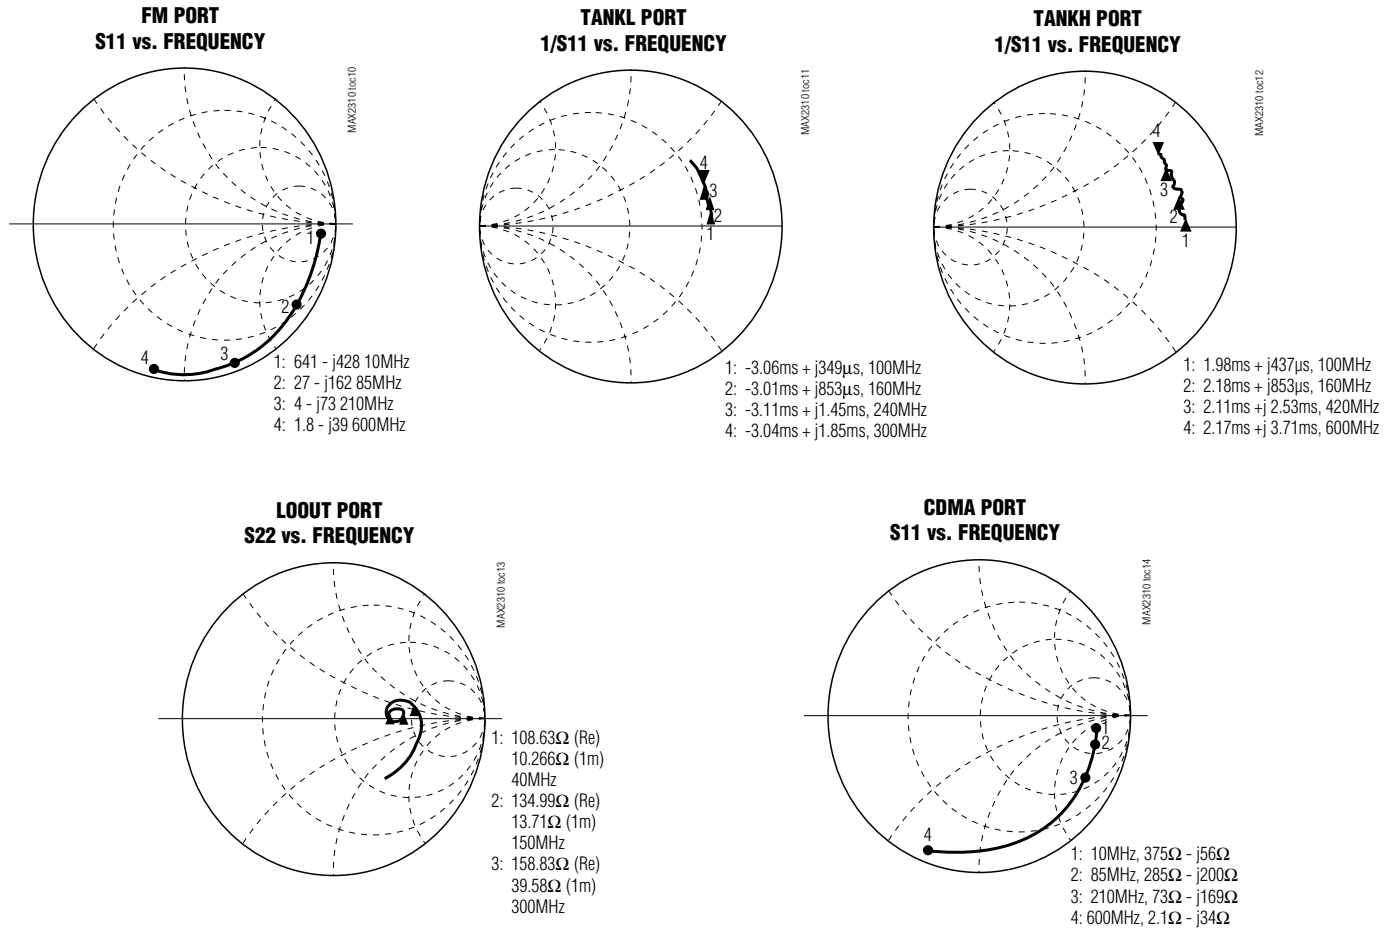 FM PORT
S11 vs. FREQUENCY
MAX2310 toc10
1
2
3
4
1: 641 - j428 10MHz
2: 27 - j162 85MHz
3: 4 - j73 210MHz
4: 1.8 - j39 600MHz
TANKL PORT
1/S11 vs. FREQUENCY
MAX2310 toc11
4
3
2
1
1: -3.06ms + j349μs, 100MHz
2: -3.01ms + j853μs, 160MHz
3: -3.11ms + j1.45ms, 240MHz
4: -3.04ms + j1.85ms, 300MHz
TANKH PORT
1/S11 vs. FREQUENCY
MAX2310 toc12
4
3
2
1
1: 1.98ms + j437μs, 100MHz
2: 2.18ms + j853μs, 160MHz
3: 2.11ms +j 2.53ms, 420MHz
4: 2.17ms +j 3.71ms, 600MHz
LOOUT PORT
S22 vs. FREQUENCY
MAX2310 toc13
1: 108.63Ω (Re)
10.266Ω (1m)
40MHz
2: 134.99Ω (Re)
13.71Ω (1m)
150MHz
3: 158.83Ω (Re)
39.58Ω (1m)
300MHz
CDMA PORT
S11 vs. FREQUENCY
MAX2310 toc14
1
2
3
4
1: 10MHz, 375Ω - j56Ω
2: 85MHz, 285Ω - j200Ω
3: 210MHz, 73Ω - j169Ω
4: 600MHz, 2.1Ω - j34Ω